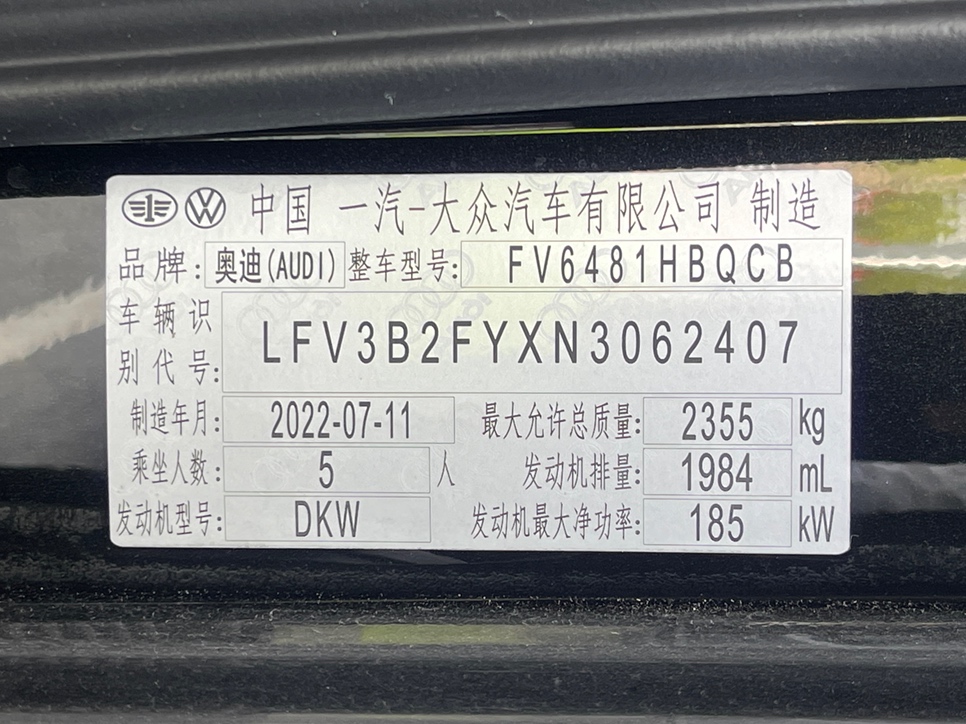 中国 一汽-大众汽车有限公司 制造
品牌: 奥迪(AUDI) 整车型号: FV6481HBQCB
车辆识别代号: LFV3B2FYXN3062407
制造年月: 2022-07-11 最大允许总质量: 2355 kg
乘坐人数: 5 人 发动机排量: 1984 mL
发动机型号: DKW 发动机最大净功率: 185 kW